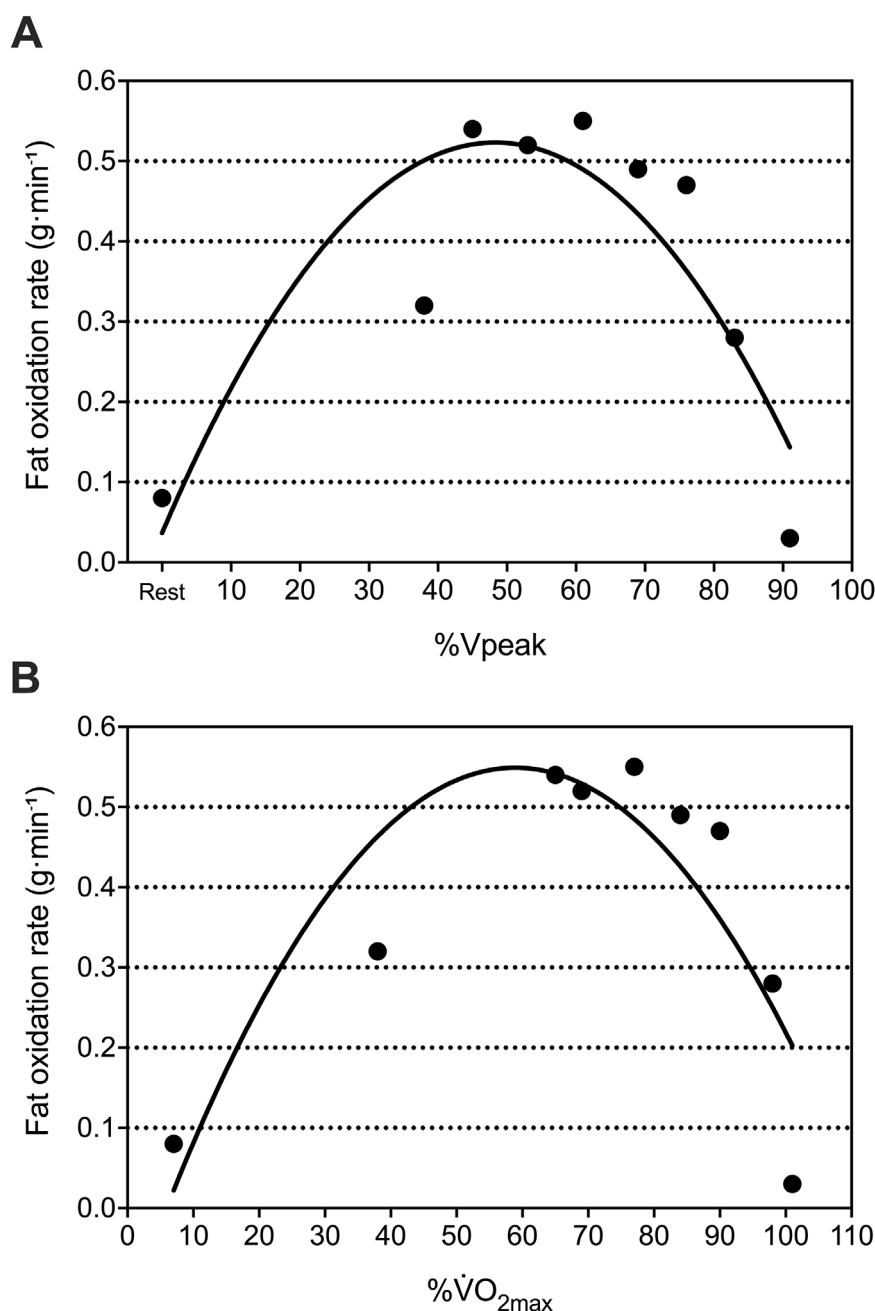 A
0.6
0.5
0.4
0.3
0.2
0.1
0.0
Fat oxidation rate (g·min⁻¹)
Rest 10 20 30 40 50 60 70 80 90 100
%Vpeak
B
0.6
0.5
0.4
0.3
0.2
0.1
0.0
Fat oxidation rate (g·min⁻¹)
0 10 20 30 40 50 60 70 80 90 100 110
%V̇O₂max